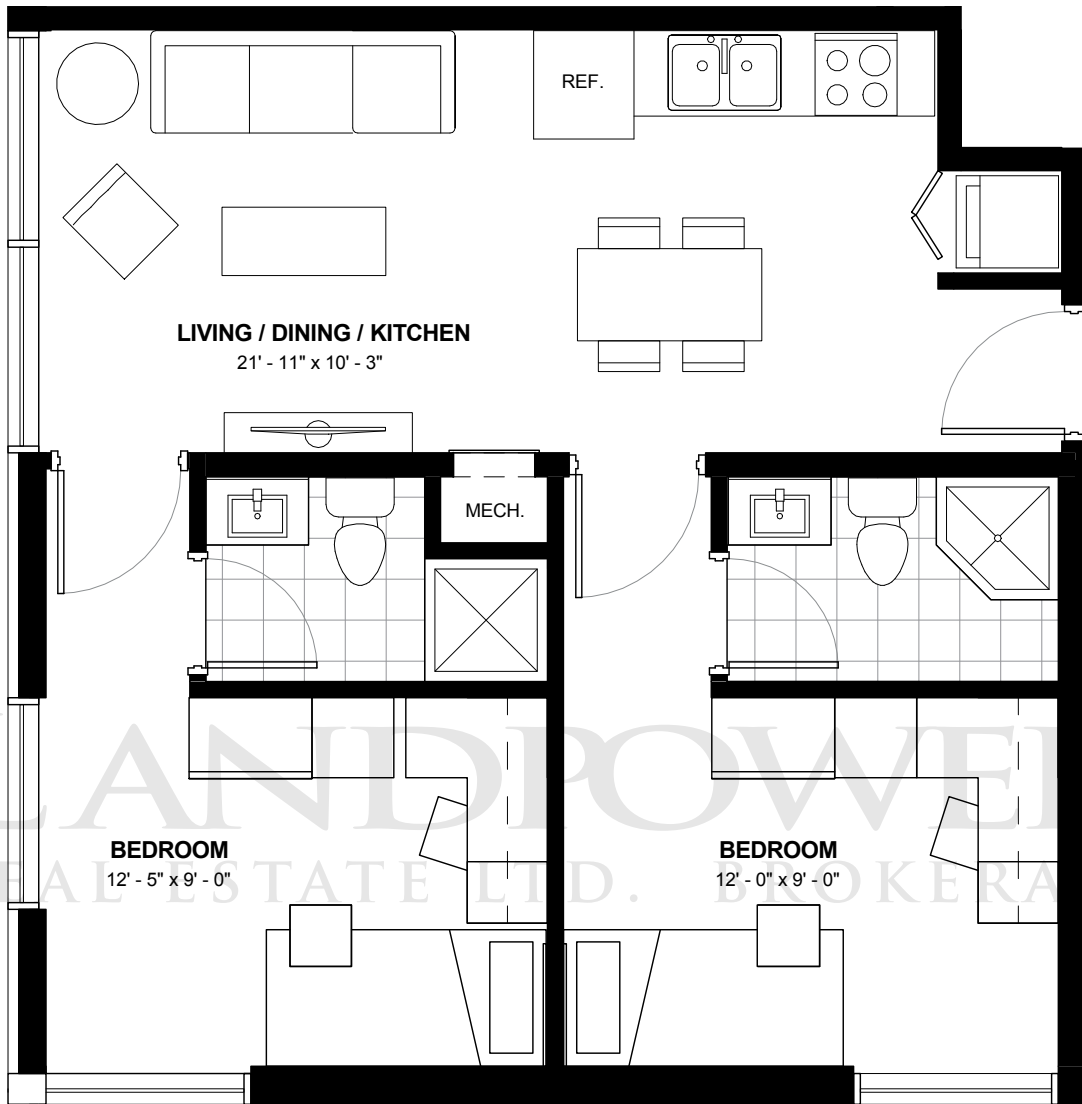 REF.
LIVING / DINING / KITCHEN
21' - 11" x 10' - 3"
MECH.
LANDPOWER
REAL ESTATE LTD. BROKERA
BEDROOM
12' - 5" x 9' - 0"
BEDROOM
12' - 0" x 9' - 0"